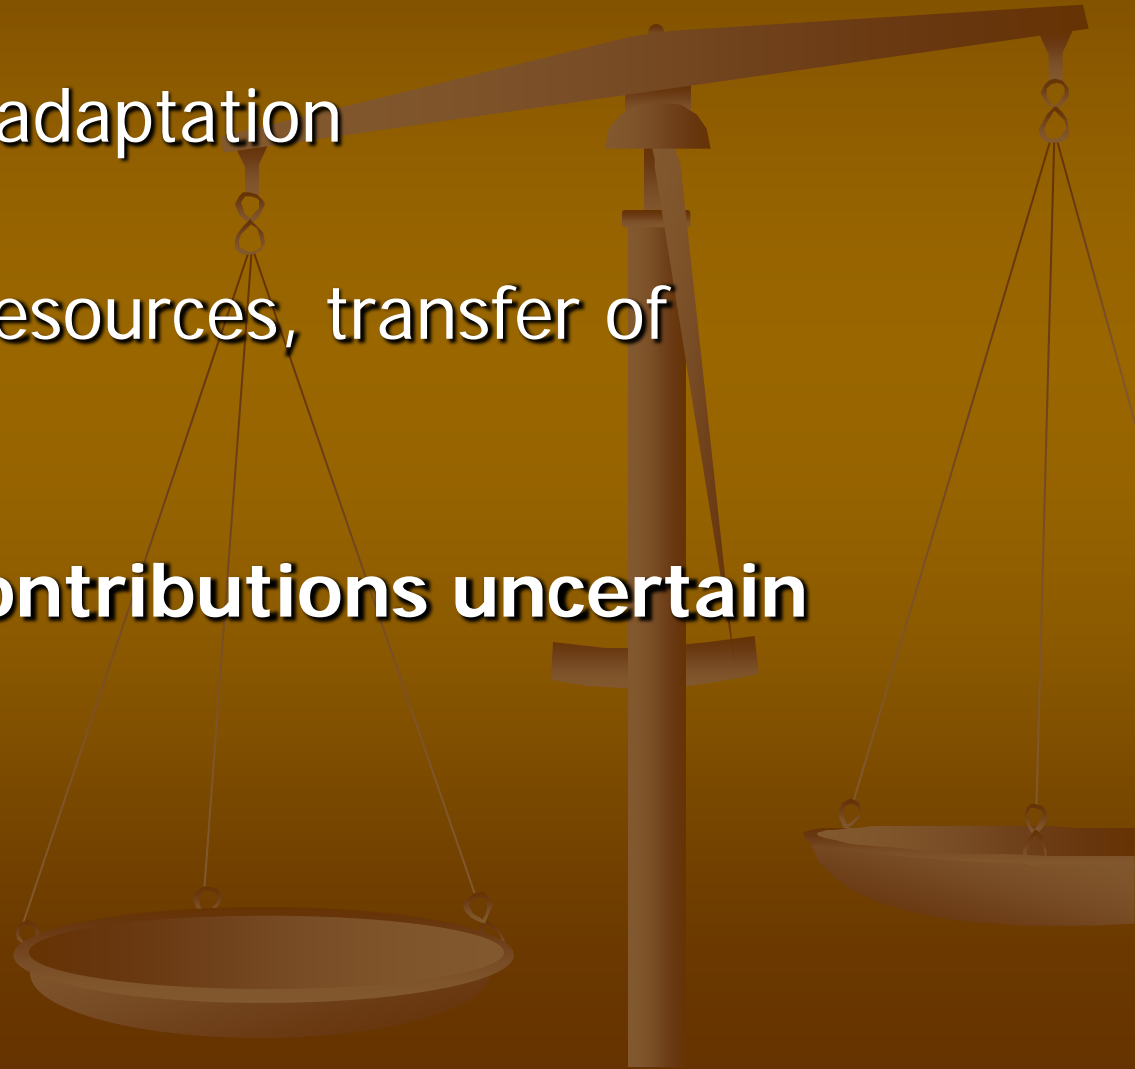 adaptation
esources, transfer of
ontributions uncertain